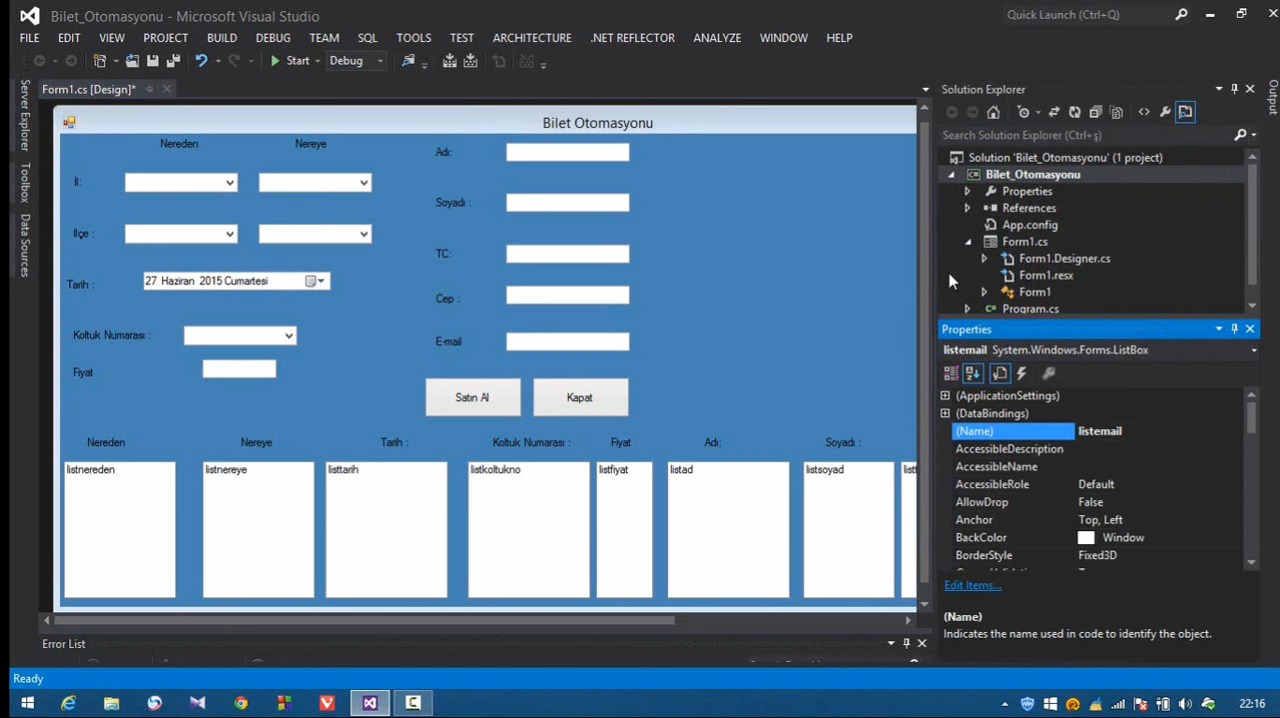 Bilet_Otomasyonu - Microsoft Visual Studio
Quick Launch (Ctrl+Q)
FILE EDIT VIEW PROJECT BUILD DEBUG TEAM SQL TOOLS TEST ARCHITECTURE .NET REFLECTOR ANALYZE WINDOW HELP
Start Debug
Server Explorer
Toolbox
Data Sources
Form1.cs [Design]*
Bilet Otomasyonu
Nereden Nereye
İl:
İlçe :
Tarih :
27 Haziran 2015 Cumartesi
Koltuk Numarası :
Fiyat
Adı:
Soyadı :
TC:
Cep :
E-mail
Satın Al Kapat
Nereden Nereye Tarih : Koltuk Numarası : Fiyat Adı: Soyadı :
listnereden listnereye listtarih listkoltukno listfiyat listad listsoyad
Error List
Solution Explorer
Search Solution Explorer (Ctrl+ş)
Solution 'Bilet_Otomasyonu' (1 project)
Bilet_Otomasyonu
Properties
References
App.config
Form1.cs
Form1.Designer.cs
Form1.resx
Form1
Program.cs
Output
Properties
listemail System.Windows.Forms.ListBox
(ApplicationSettings)
(DataBindings)
(Name) listemail
AccessibleDescription
AccessibleName
AccessibleRole Default
AllowDrop False
Anchor Top, Left
BackColor Window
BorderStyle Fixed3D
Edit Items...
(Name)
Indicates the name used in code to identify the object.
Ready
22:16